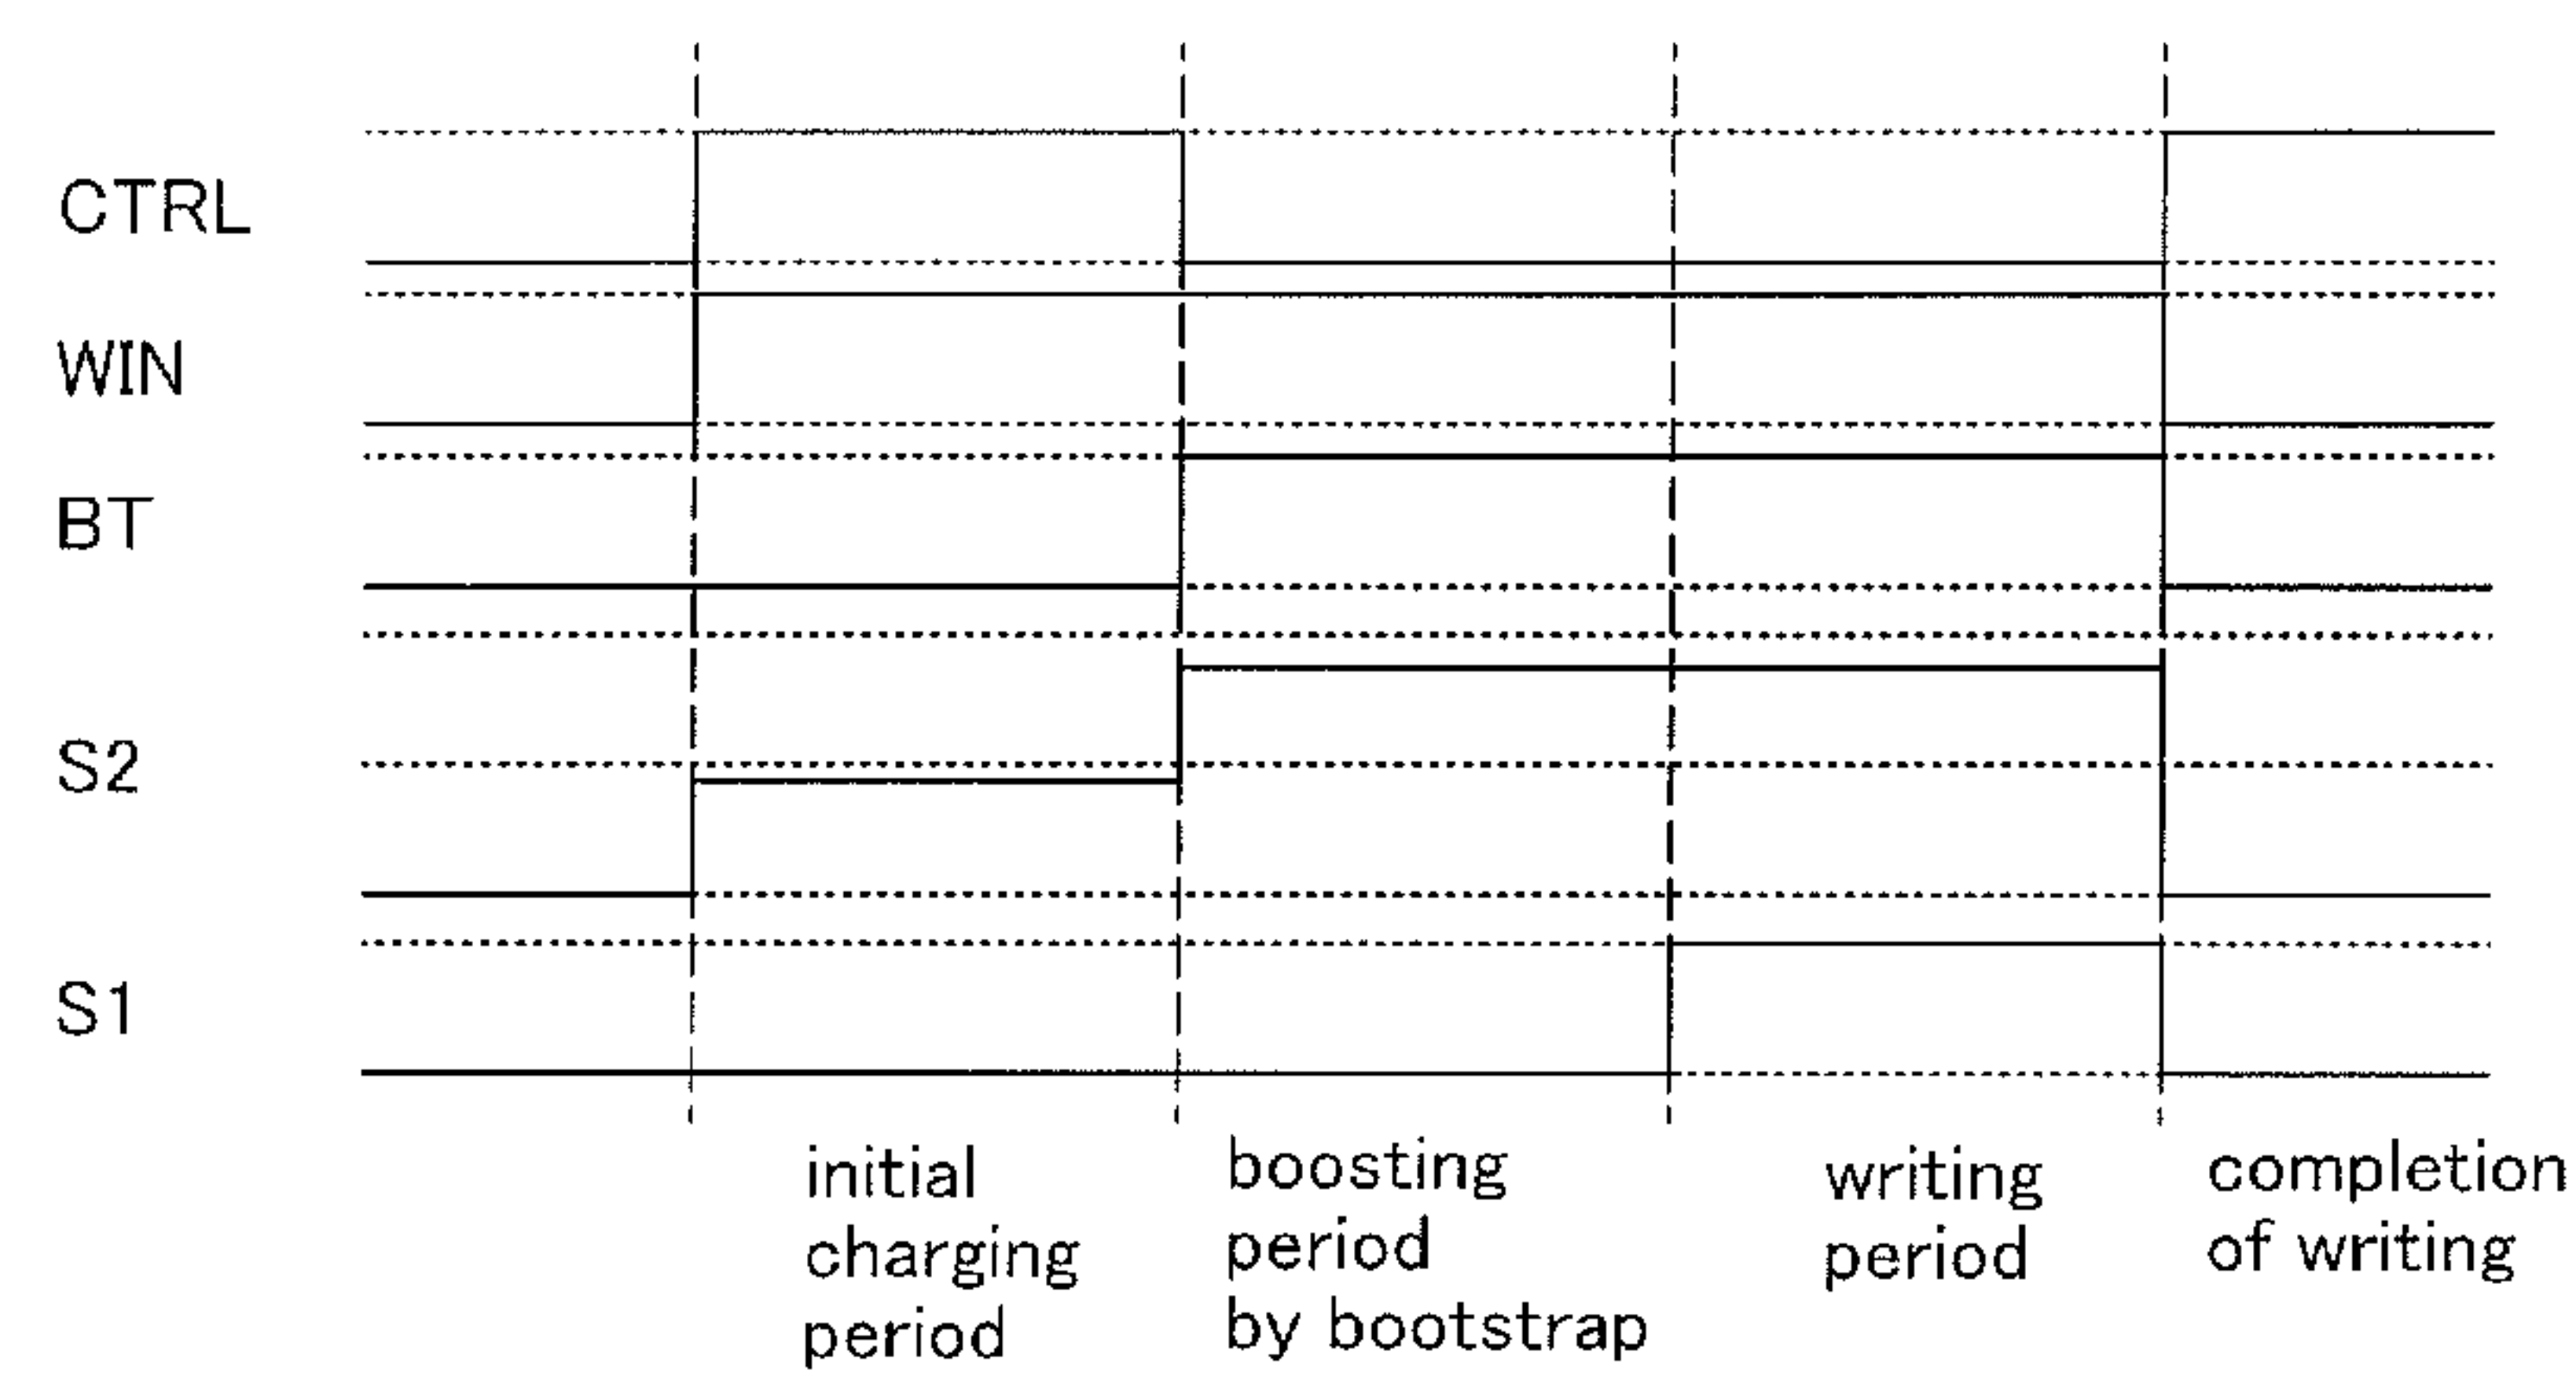 CTRL
WIN
BT
S2
S1
initial
charging
period
boosting
period
by bootstrap
writing
period
completion
of writing